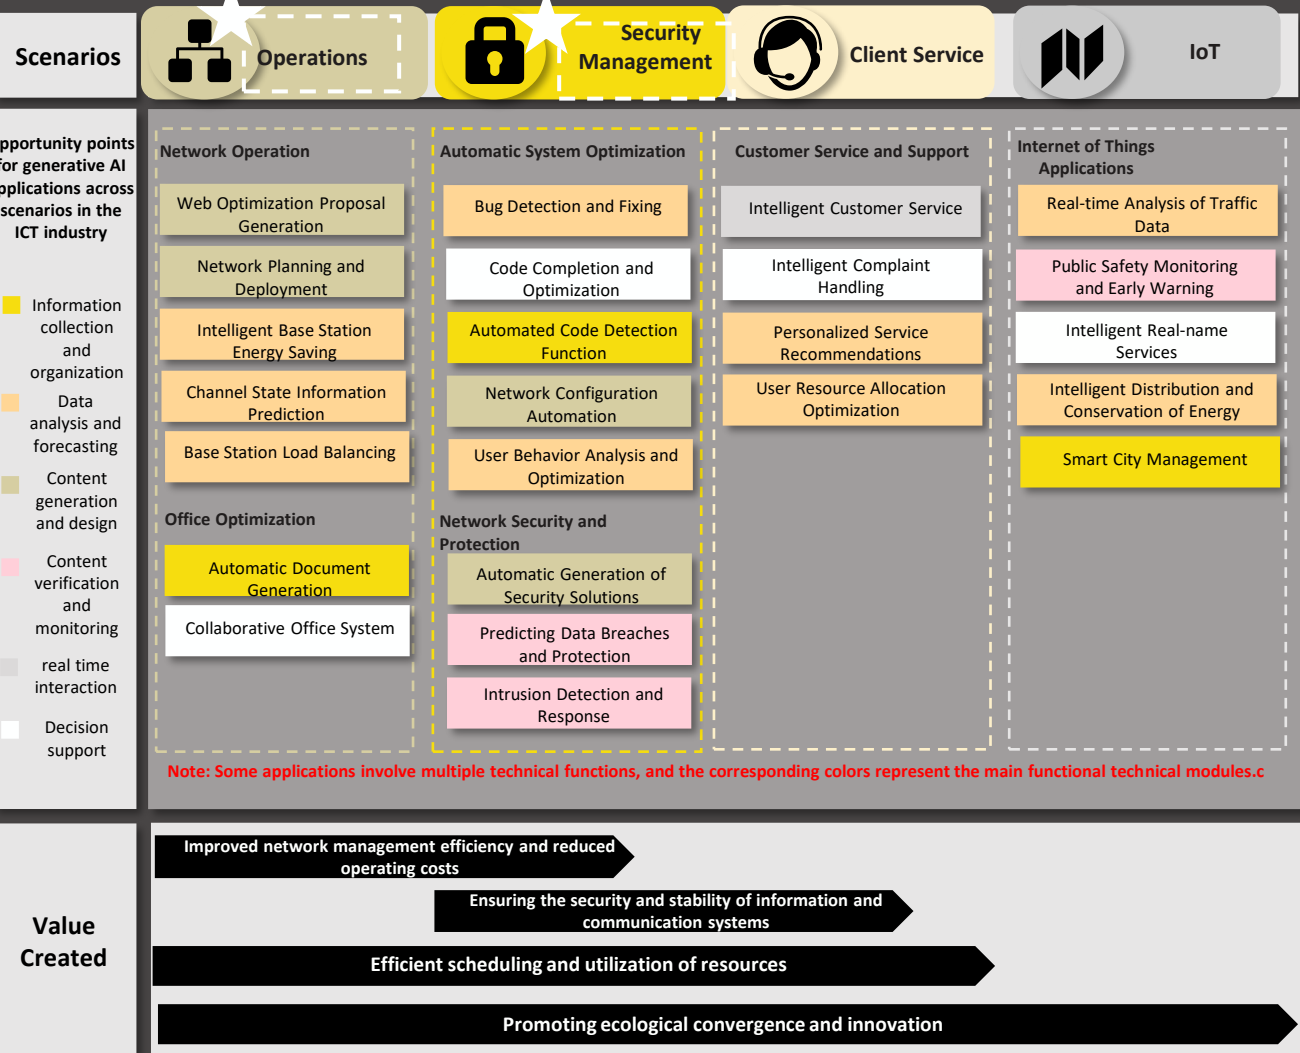 Scenarios
Operations
Security
Management
Client Service
IoT
pportunity points
for generative AI
pplications across
scenarios in the
ICT industry
Information
collection
and
organization
Data
analysis and
forecasting
Content
generation
and design
Content
verification
and
monitoring
real time
interaction
Decision
support
Network Operation
Web Optimization Proposal
Generation
Network Planning and
Deployment
Intelligent Base Station
Energy Saving
Channel State Information
Prediction
Base Station Load Balancing
Office Optimization
Automatic Document
Generation
Collaborative Office System
Automatic System Optimization
Bug Detection and Fixing
Code Completion and
Optimization
Automated Code Detection
Function
Network Configuration
Automation
User Behavior Analysis and
Optimization
Network Security and
Protection
Automatic Generation of
Security Solutions
Predicting Data Breaches
and Protection
Intrusion Detection and
Response
Customer Service and Support
Intelligent Customer Service
Intelligent Complaint
Handling
Personalized Service
Recommendations
User Resource Allocation
Optimization
Internet of Things
Applications
Real-time Analysis of Traffic
Data
Public Safety Monitoring
and Early Warning
Intelligent Real-name
Services
Intelligent Distribution and
Conservation of Energy
Smart City Management
Note: Some applications involve multiple technical functions, and the corresponding colors represent the main functional technical modules.c
Value
Created
Improved network management efficiency and reduced
operating costs
Ensuring the security and stability of information and
communication systems
Efficient scheduling and utilization of resources
Promoting ecological convergence and innovation